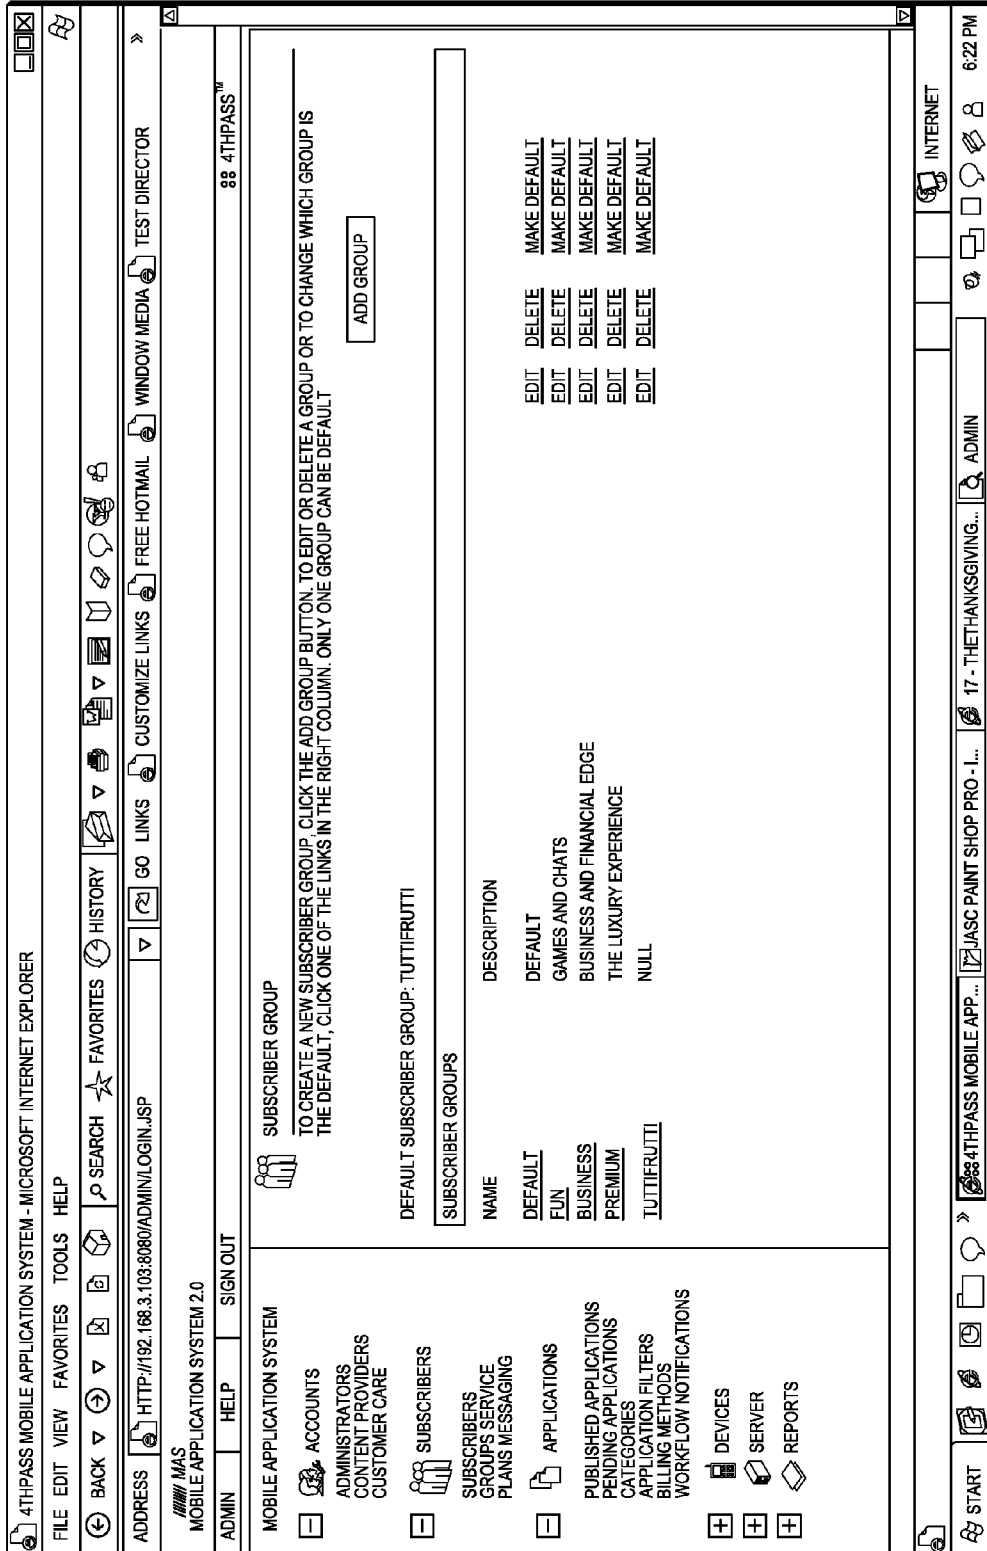 4THPASS MOBILE APPLICATION SYSTEM - MICROSOFT INTERNET EXPLORER
FILE EDIT VIEW FAVORITES TOOLS HELP
BACK SEARCH FAVORITES HISTORY
ADDRESS HTTP://192.168.3.103:8080/ADMIN/LOGIN.JSP GO LINKS CUSTOMIZE LINKS FREE HOTMAIL WINDOW MEDIA TEST DIRECTOR »
MAS
MOBILE APPLICATION SYSTEM 2.0
ADMIN HELP SIGN OUT 88 4THPASS™
MOBILE APPLICATION SYSTEM
ACCOUNTS
ADMINISTRATORS
CONTENT PROVIDERS
CUSTOMER CARE
SUBSCRIBERS
SUBSCRIBERS
GROUPS SERVICE
PLANS MESSAGING
APPLICATIONS
PUBLISHED APPLICATIONS
PENDING APPLICATIONS
CATEGORIES
APPLICATION FILTERS
BILLING METHODS
WORKFLOW NOTIFICATIONS
DEVICES
SERVER
REPORTS
SUBSCRIBER GROUP
TO CREATE A NEW SUBSCRIBER GROUP, CLICK THE ADD GROUP BUTTON. TO EDIT OR DELETE A GROUP OR TO CHANGE WHICH GROUP IS
THE DEFAULT, CLICK ONE OF THE LINKS IN THE RIGHT COLUMN. ONLY ONE GROUP CAN BE DEFAULT
ADD GROUP
DEFAULT SUBSCRIBER GROUP: TUTTIFRUTTI
SUBSCRIBER GROUPS
NAME DESCRIPTION
DEFAULT DEFAULT EDIT DELETE MAKE DEFAULT
FUN GAMES AND CHATS EDIT DELETE MAKE DEFAULT
BUSINESS BUSINESS AND FINANCIAL EDGE EDIT DELETE MAKE DEFAULT
PREMIUM THE LUXURY EXPERIENCE EDIT DELETE MAKE DEFAULT
TUTTIFRUTTI NULL EDIT DELETE MAKE DEFAULT
INTERNET
START » 88 4THPASS MOBILE APP... JASC PAINT SHOP PRO - I... 17 - THETHANKSGIVING... ADMIN 6:22 PM